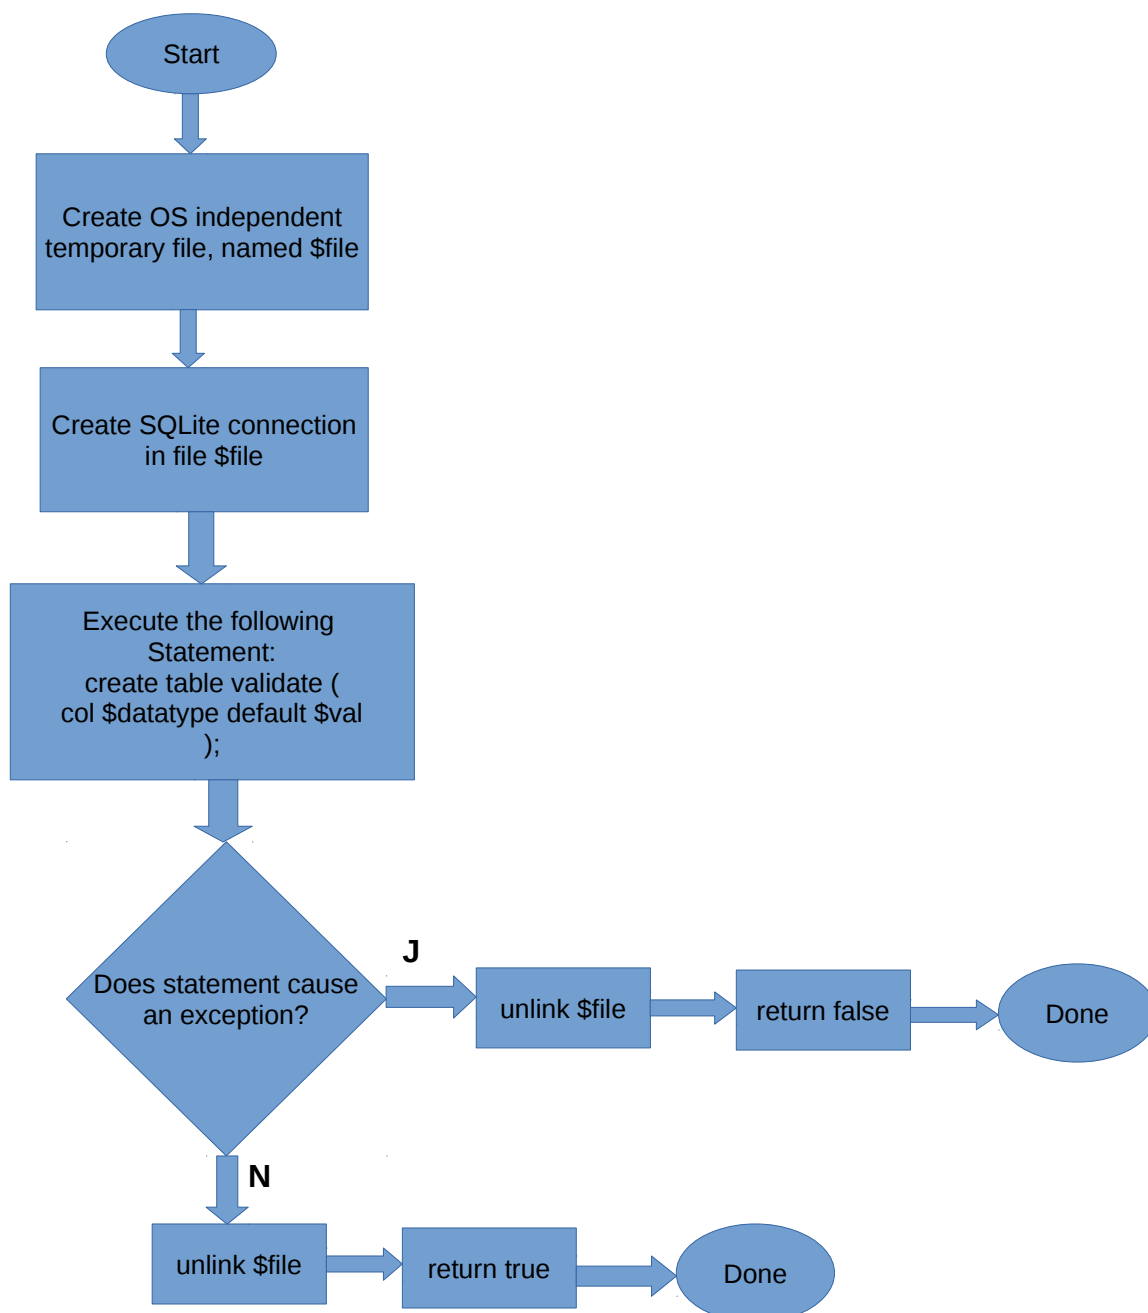 Start
Create OS independent
temporary file, named $file
Create SQLite connection
in file $file
Execute the following
Statement:
create table validate (
col $datatype default $val
);
Does statement cause
an exception?
J
unlink $file
return false
Done
N
unlink $file
return true
Done